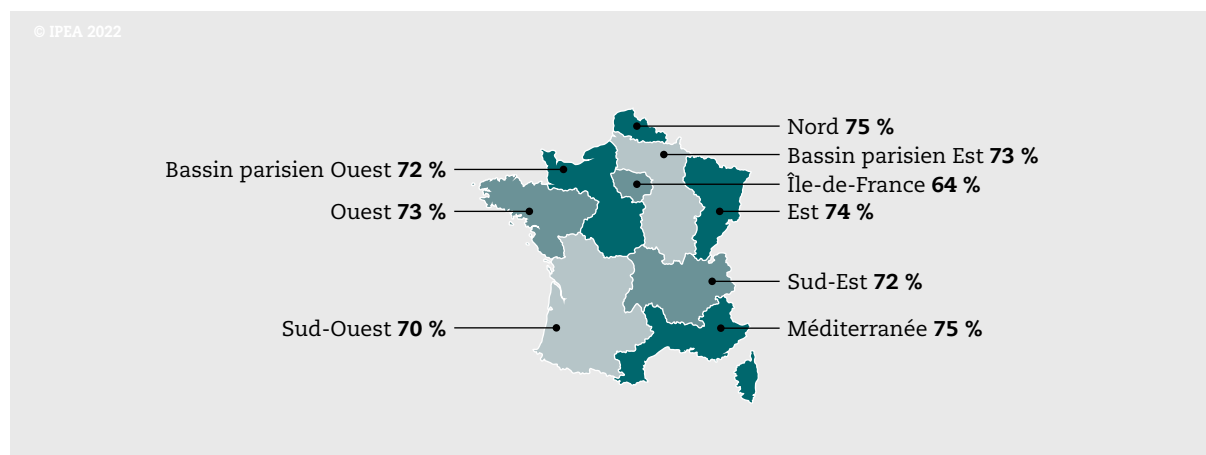 © IPEA 2022
Nord 75 %
Bassin parisien Est 73 %
Bassin parisien Ouest 72 %
Île-de-France 64 %
Ouest 73 %
Est 74 %
Sud-Est 72 %
Sud-Ouest 70 %
Méditerranée 75 %